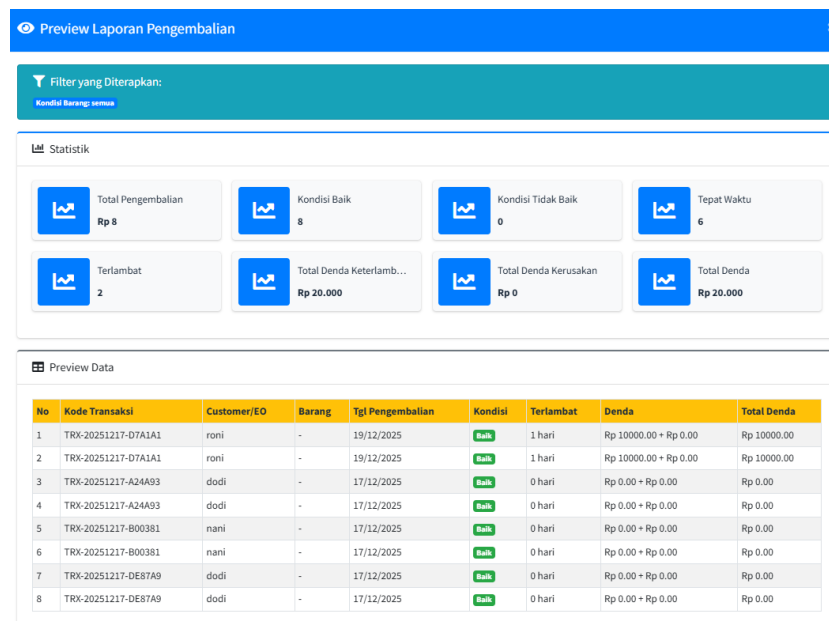 Preview Laporan Pengembalian
Filter yang Diterapkan:
Kondisi Barang: semua
Statistik
Total Pengembalian
Rp 8
Kondisi Baik
8
Kondisi Tidak Baik
0
Tepat Waktu
6
Terlambat
2
Total Denda Keterlamb...
Rp 20.000
Total Denda Kerusakan
Rp 0
Total Denda
Rp 20.000
Preview Data
No Kode Transaksi Customer/EO Barang Tgl Pengembalian Kondisi Terlambat Denda Total Denda
1 TRX-20251217-D7A1A1 roni - 19/12/2025 Baik 1 hari Rp 10000.00 + Rp 0.00 Rp 10000.00
2 TRX-20251217-D7A1A1 roni - 19/12/2025 Baik 1 hari Rp 10000.00 + Rp 0.00 Rp 10000.00
3 TRX-20251217-A24A93 dodi - 17/12/2025 Baik 0 hari Rp 0.00 + Rp 0.00 Rp 0.00
4 TRX-20251217-A24A93 dodi - 17/12/2025 Baik 0 hari Rp 0.00 + Rp 0.00 Rp 0.00
5 TRX-20251217-B00381 nani - 17/12/2025 Baik 0 hari Rp 0.00 + Rp 0.00 Rp 0.00
6 TRX-20251217-B00381 nani - 17/12/2025 Baik 0 hari Rp 0.00 + Rp 0.00 Rp 0.00
7 TRX-20251217-DE87A9 dodi - 17/12/2025 Baik 0 hari Rp 0.00 + Rp 0.00 Rp 0.00
8 TRX-20251217-DE87A9 dodi - 17/12/2025 Baik 0 hari Rp 0.00 + Rp 0.00 Rp 0.00